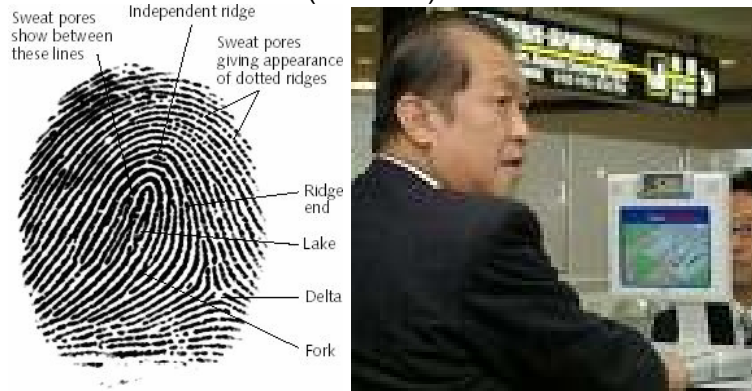 Sweat pores
show between
these lines
Independent ridge
Sweat pores
giving appearance
of dotted ridges
Ridge
end
Lake
Delta
Fork